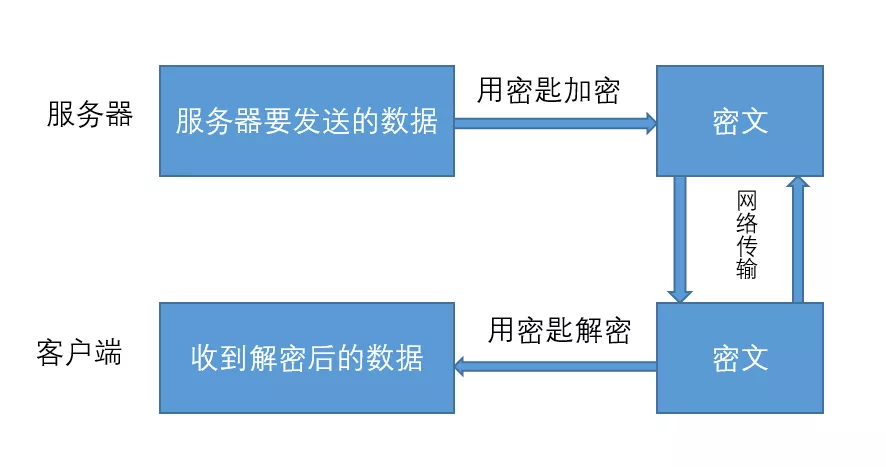 用密匙加密
服务器
服务器要发送的数据
密文
网络传输
用密匙解密
客户端
收到解密后的数据
密文